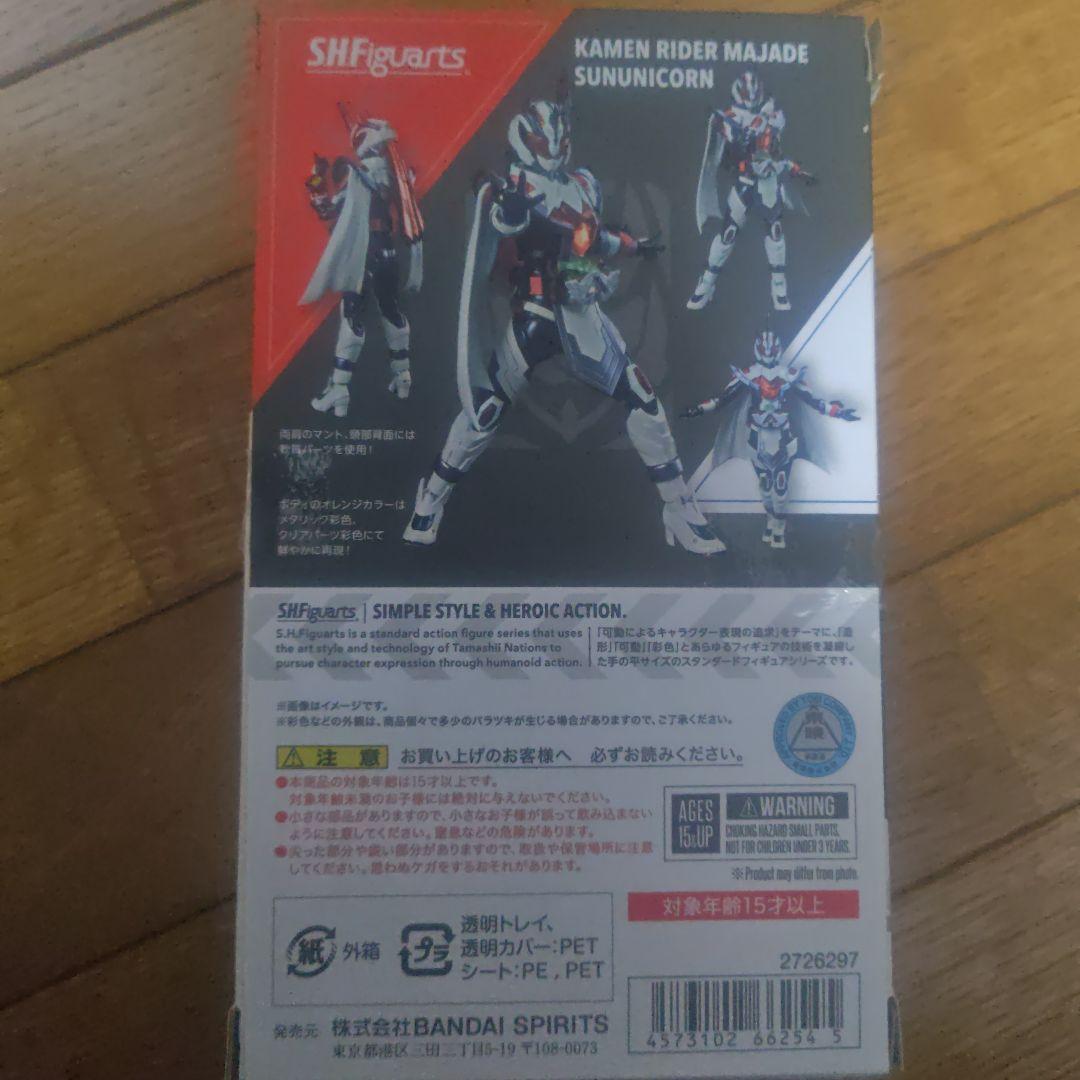 S.H.Figuarts
KAMEN RIDER MAJADE
SUNUNICORN
両肩のマント、頭部背面には
軟質パーツを使用！
ボディのオレンジカラーは
メタリック彩色、
クリアパーツ彩色にて
鮮やかに再現！
S.H.Figuarts SIMPLE STYLE & HEROIC ACTION.
S.H.Figuarts is a standard action figure series that uses
the art style and technology of Tamashii Nations to
pursue character expression through humanoid action.
「可動によるキャラクター表現の追求」をテーマに、「造
形」「可動」「彩色」とあらゆるフィギュアの技術を凝縮し
た手の平サイズのスタンダードフィギュアシリーズです。
※画像はイメージです。
※彩色などの外観は、商品個々で多少のバラツキが生じる場合がありますので、ご了承ください。
注意 お買い上げのお客様へ 必ずお読みください。
●本商品の対象年齢は15才以上です。
対象年齢未満のお子様には絶対に与えないでください。
●小さな部品がありますので、小さなお子様が誤って飲み込まない
ように注意してください。窒息などの危険があります。
●尖った部分や鋭い部分がありますので、取扱や保管場所に注意
してください。思わぬケガをするおそれがあります。
AGES
15&UP
WARNING
CHOKING HAZARD SMALL PARTS.
NOT FOR CHILDREN UNDER 3 YEARS.
※Product may differ from photo.
対象年齢15才以上
紙 外箱
プラ 透明トレイ、
透明カバー:PET
シート:PE , PET
2726297
発売元 株式会社BANDAI SPIRITS
東京都港区三田三丁目5-19 〒108-0073
4573102 66254 5